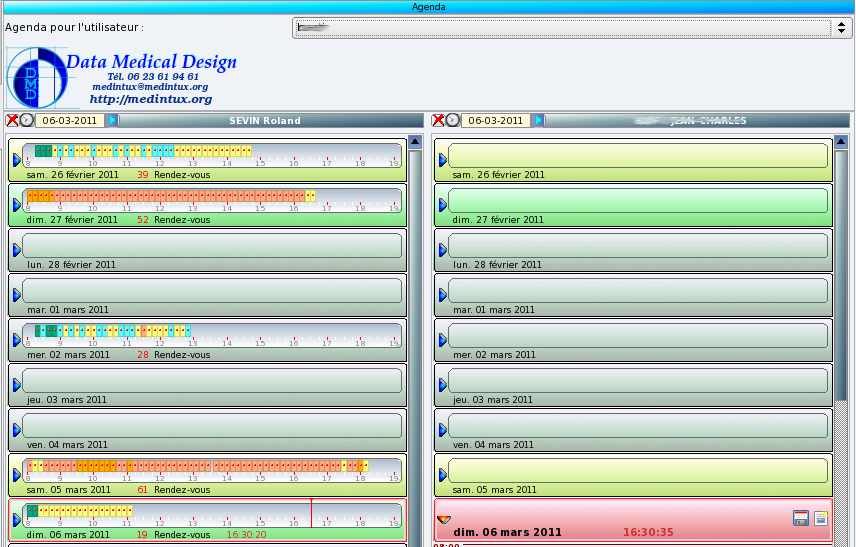 Agenda
Agenda pour l'utilisateur :
Data Medical Design
DMD
Tél. 06 23 61 94 61
medintux@medintux.org
http://medintux.org
06-03-2011 SEVIN Roland
8 9 10 11 12 13 14 15 16 17 18 19
sam. 26 février 2011 39 Rendez-vous
8 9 10 11 12 13 14 15 16 17 18 19
dim. 27 février 2011 52 Rendez-vous
lun. 28 février 2011
mar. 01 mars 2011
8 9 10 11 12 13 14 15 16 17 18 19
mer. 02 mars 2011 28 Rendez-vous
jeu. 03 mars 2011
ven. 04 mars 2011
8 9 10 11 12 13 14 15 16 17 18 19
sam. 05 mars 2011 61 Rendez-vous
8 9 10 11 12 13 14 15 16 17 18 19
dim. 06 mars 2011 19 Rendez-vous 16:30:20
06-03-2011 JEAN-CHARLES
sam. 26 février 2011
dim. 27 février 2011
lun. 28 février 2011
mar. 01 mars 2011
mer. 02 mars 2011
jeu. 03 mars 2011
ven. 04 mars 2011
sam. 05 mars 2011
dim. 06 mars 2011 16:30:35